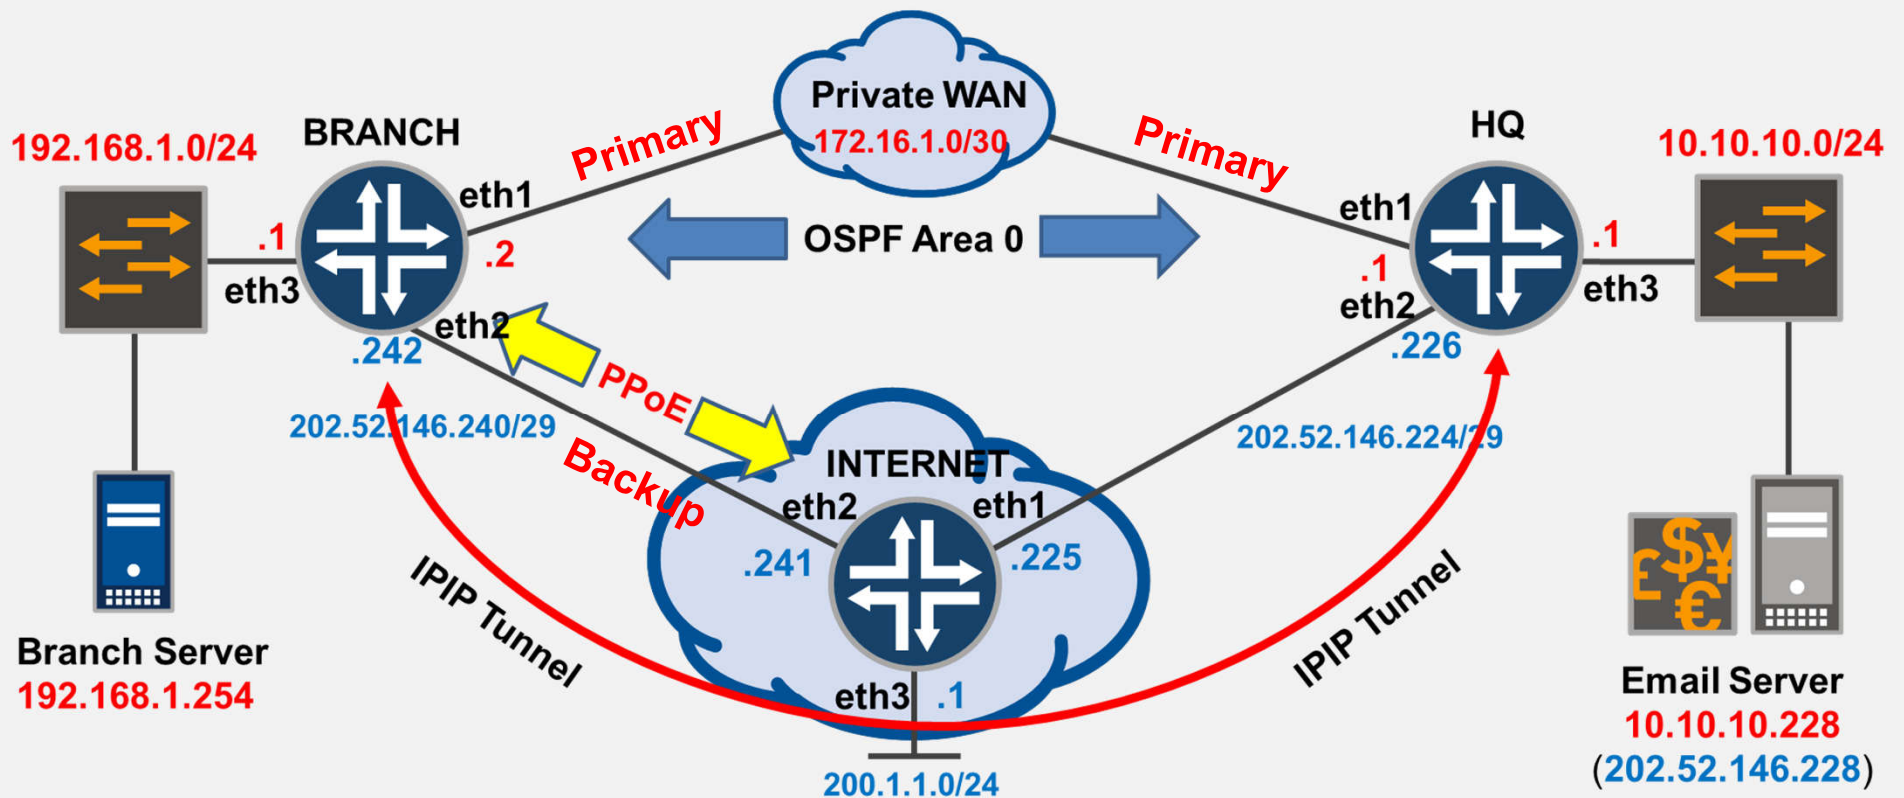 Private WAN
172.16.1.0/30
Primary
Primary
BRANCH
HQ
192.168.1.0/24
10.10.10.0/24
eth1
.2
OSPF Area 0
eth1
.1
.1
eth3
.1
eth3
eth2
.242
eth2
.226
PPoE
202.52.146.240/29
202.52.146.224/29
Backup
INTERNET
eth2
eth1
.241
.225
IPIP Tunnel
IPIP Tunnel
eth3
.1
200.1.1.0/24
Branch Server
192.168.1.254
$ ¥
£ €
Email Server
10.10.10.228
(202.52.146.228)